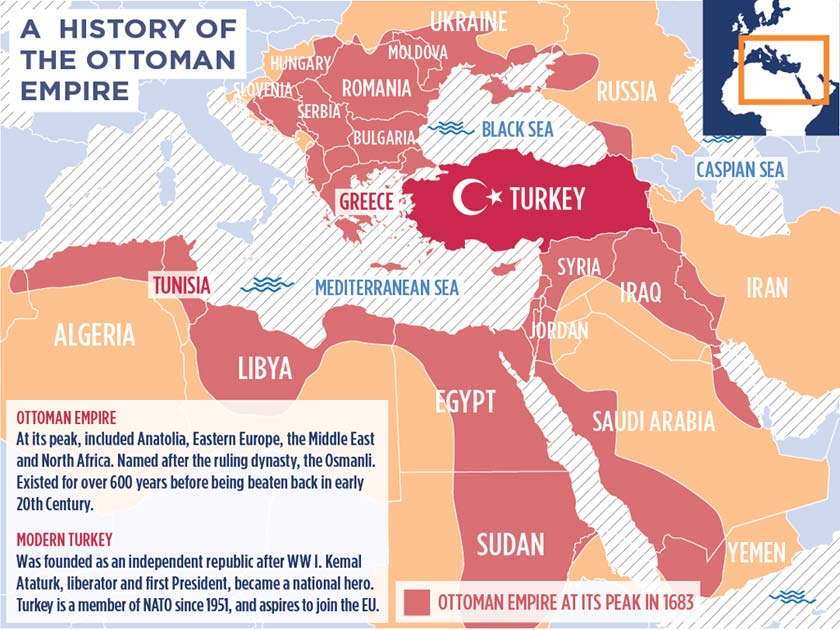 A HISTORY OF
THE OTTOMAN
EMPIRE
UKRAINE
MOLDOVA
HUNGARY
SLOVENIA
ROMANIA
RUSSIA
SERBIA
BULGARIA
BLACK SEA
CASPIAN SEA
GREECE
TURKEY
TUNISIA
MEDITERRANEAN SEA
SYRIA
IRAQ
IRAN
ALGERIA
JORDAN
LIBYA
EGYPT
SAUDI ARABIA
SUDAN
YEMEN
OTTOMAN EMPIRE
At its peak, included Anatolia, Eastern Europe, the Middle East
and North Africa. Named after the ruling dynasty, the Osmanli.
Existed for over 600 years before being beaten back in early
20th Century.
MODERN TURKEY
Was founded as an independent republic after WW I. Kemal
Ataturk, liberator and first President, became a national hero.
Turkey is a member of NATO since 1951, and aspires to join the EU.
OTTOMAN EMPIRE AT ITS PEAK IN 1683